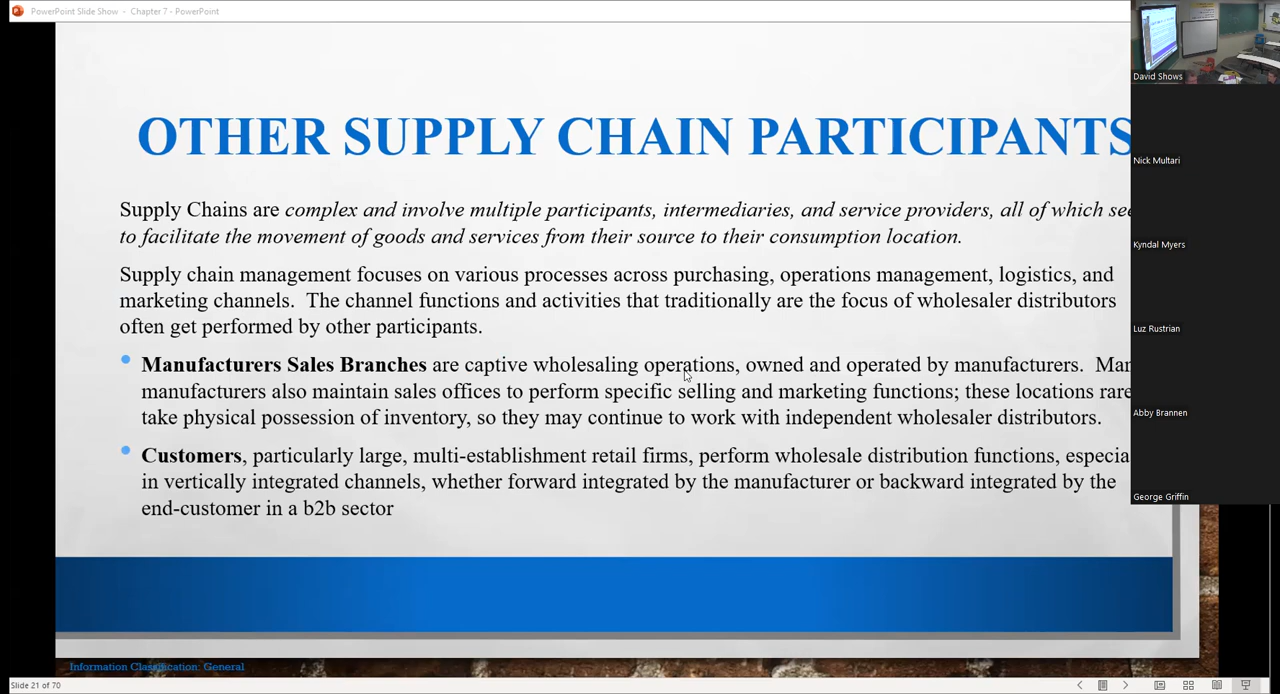 PowerPoint Slide Show - Chapter 7 - PowerPoint
OTHER SUPPLY CHAIN PARTICIPANTS
Supply Chains are complex and involve multiple participants, intermediaries, and service providers, all of which
to facilitate the movement of goods and services from their source to their consumption location.
Supply chain management focuses on various processes across purchasing, operations management, logistics, and
marketing channels. The channel functions and activities that traditionally are the focus of wholesaler distributors
often get performed by other participants.
• Manufacturers Sales Branches are captive wholesaling operations, owned and operated by manufacturers.
manufacturers also maintain sales offices to perform specific selling and marketing functions; these locations
take physical possession of inventory, so they may continue to work with independent wholesaler distributors.
• Customers, particularly large, multi-establishment retail firms, perform wholesale distribution functions,
in vertically integrated channels, whether forward integrated by the manufacturer or backward integrated by the
end-customer in a b2b sector
Information Classification: General
Slide 21 of 70
David Shows
Nick Multari
Kyndal Myers
Luz Rustrian
Abby Brannen
George Griffin